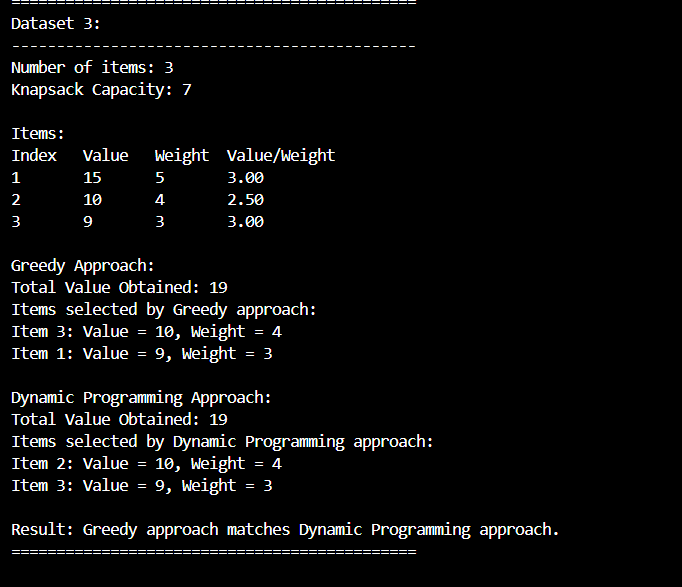 =============================================
Dataset 3:
---------------------------------------------
Number of items: 3
Knapsack Capacity: 7
Items:
Index   Value   Weight  Value/Weight
1       15      5       3.00
2       10      4       2.50
3       9       3       3.00
Greedy Approach:
Total Value Obtained: 19
Items selected by Greedy approach:
Item 3: Value = 10, Weight = 4
Item 1: Value = 9, Weight = 3
Dynamic Programming Approach:
Total Value Obtained: 19
Items selected by Dynamic Programming approach:
Item 2: Value = 10, Weight = 4
Item 3: Value = 9, Weight = 3
Result: Greedy approach matches Dynamic Programming approach.
=============================================